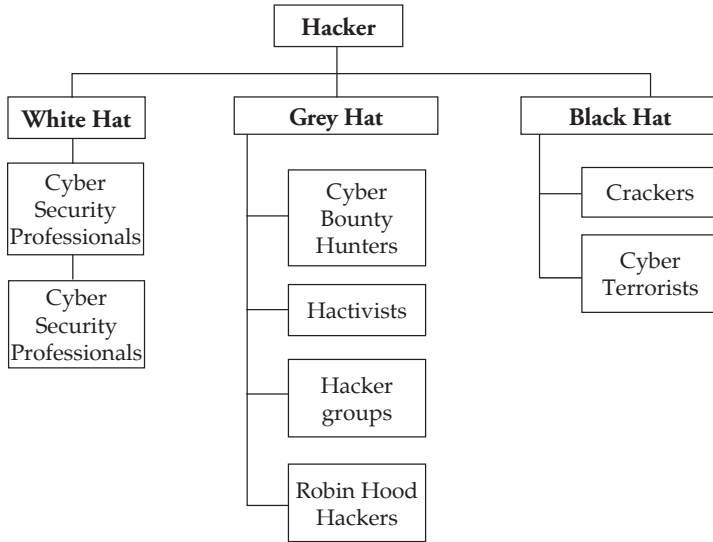 Hacker
White Hat
Grey Hat
Black Hat
Cyber
Security
Professionals
Cyber
Security
Professionals
Cyber
Bounty
Hunters
Hactivists
Hacker
groups
Robin Hood
Hackers
Crackers
Cyber
Terrorists